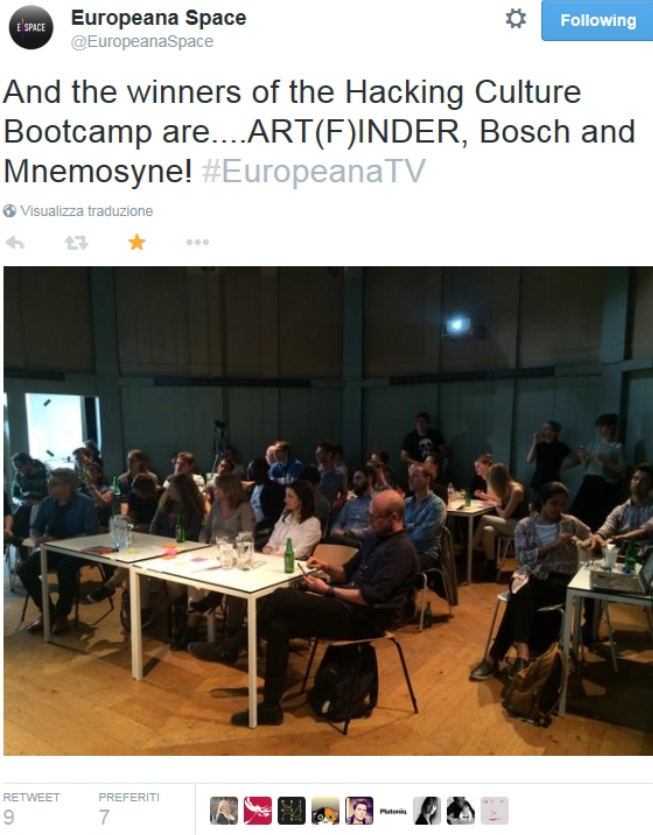 E SPACE
Europeana Space
@EuropeanaSpace
Following
And the winners of the Hacking Culture
Bootcamp are....ART(F)INDER, Bosch and
Mnemosyne! #EuropeanaTV
Visualizza traduzione
RETWEET
9
PREFERITI
7
Platoniq